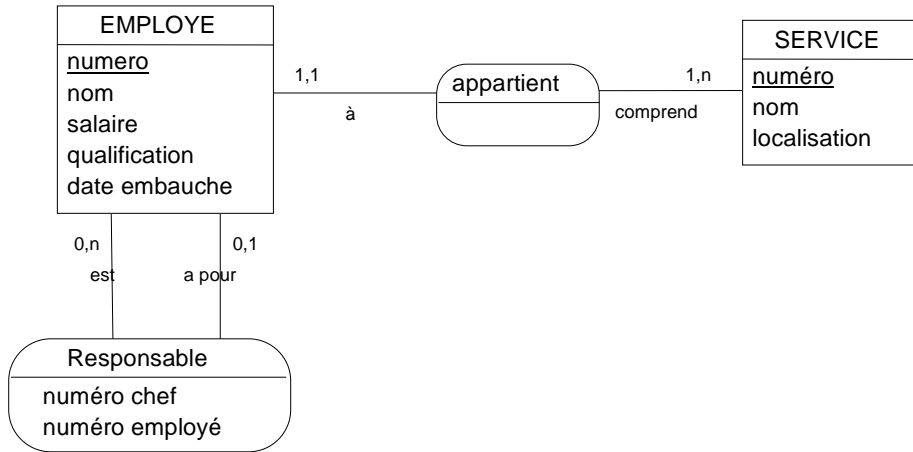 EMPLOYE
numero
nom
salaire
qualification
date embauche
1,1
à
appartient
1,n
comprend
SERVICE
numéro
nom
localisation
0,n
est
0,1
a pour
Responsable
numéro chef
numéro employé